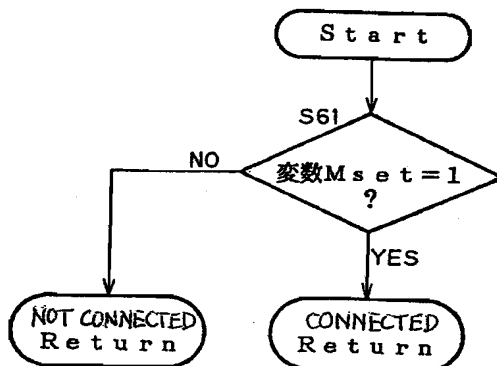 Start
S61
NO
変数Mset=1
?
YES
NOT CONNECTED
Return
CONNECTED
Return